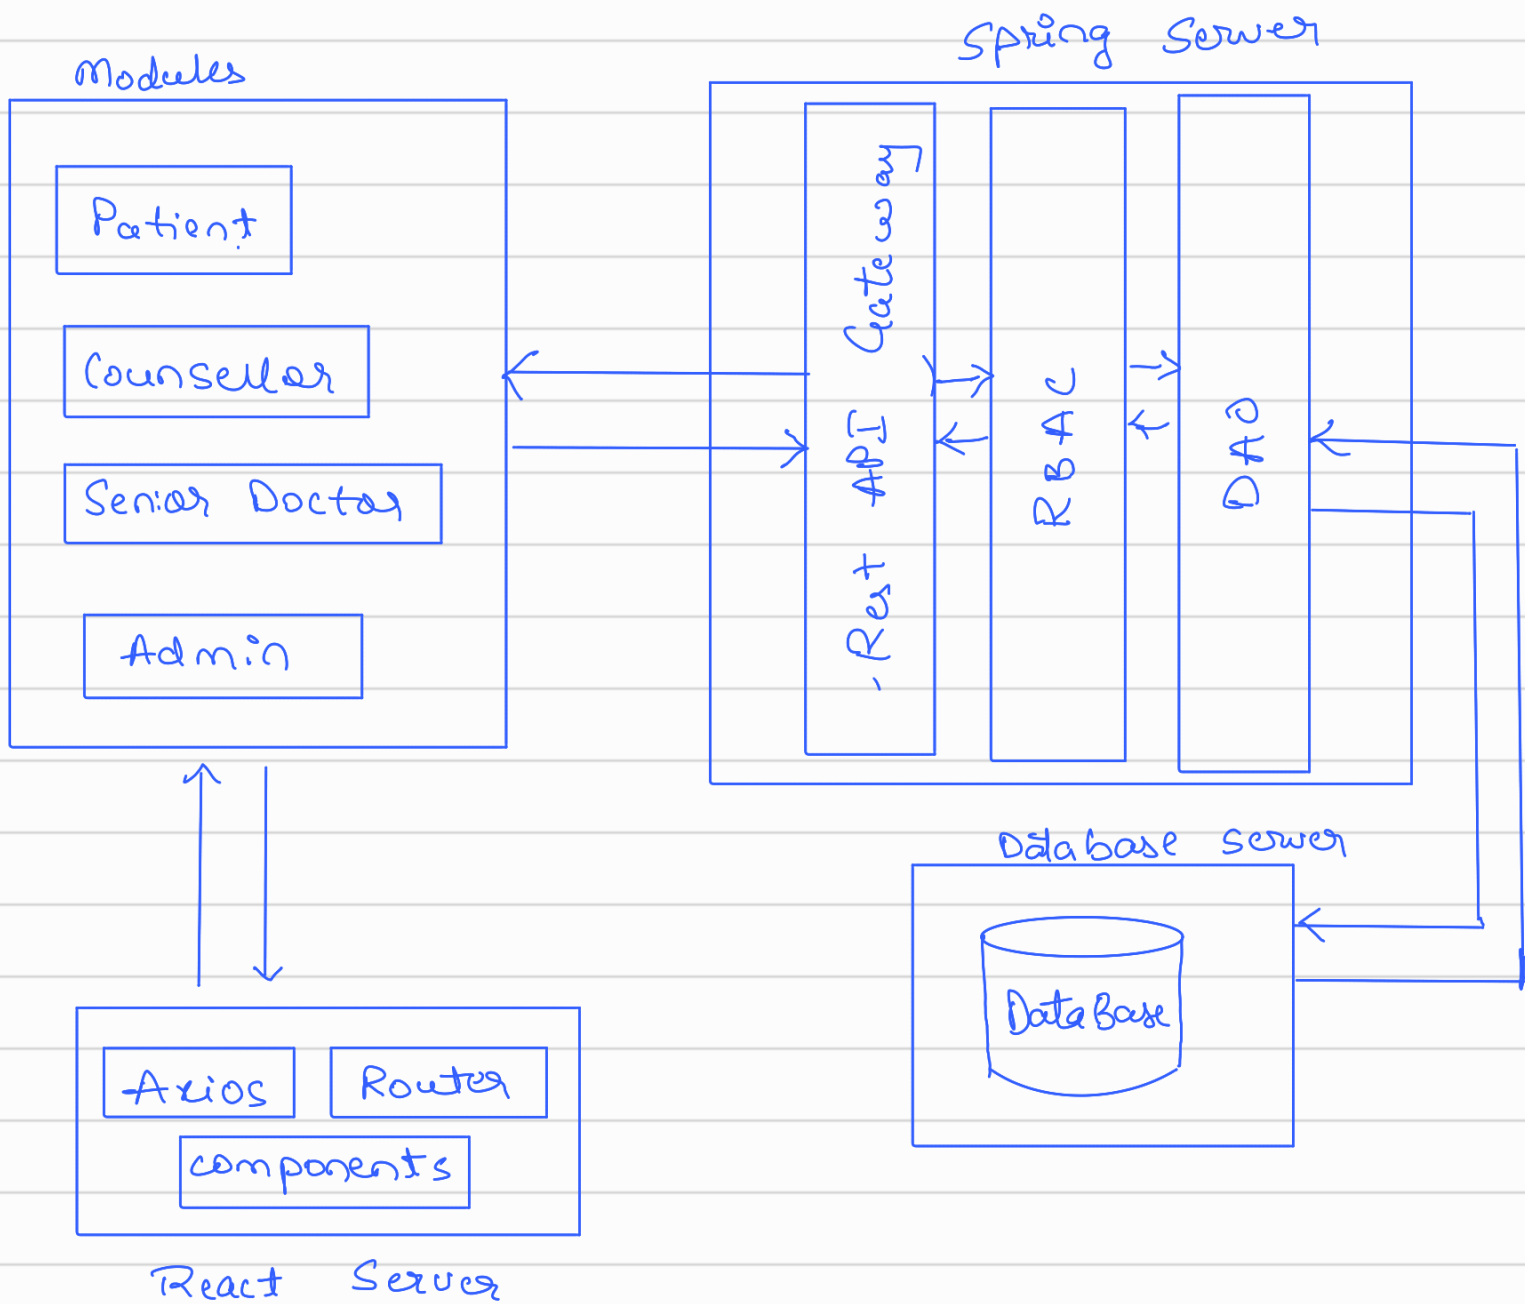 Modules
Patient
Counsellor
Senior Doctor
Admin
Spring Server
Rest API Gateway
RBAC
DAO
Database Server
DataBase
Axios
Router
components
React Server